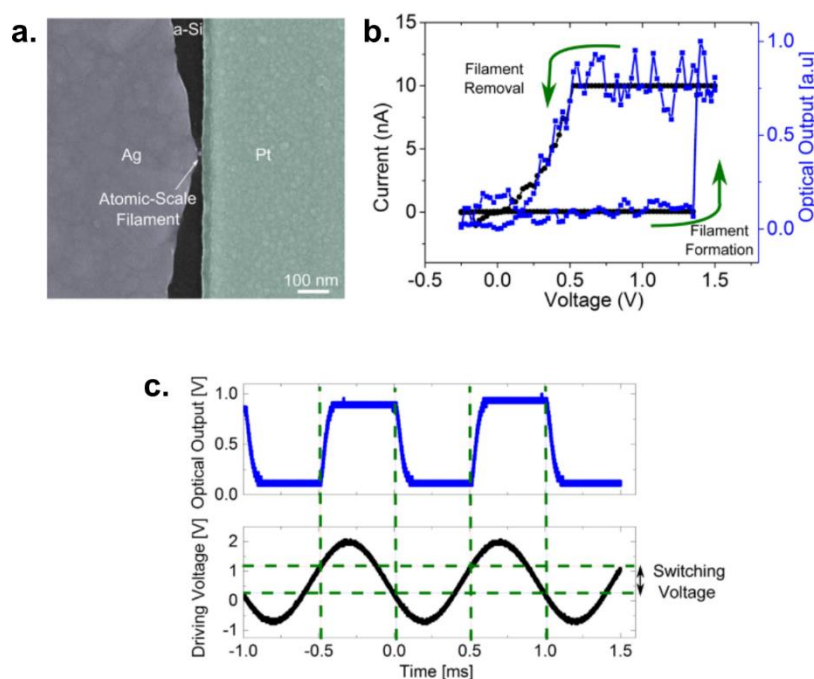 a.
a-Si
Ag
Pt
Atomic-Scale
Filament
100 nm
b.
Current (nA)
15
10
5
0
-5
Filament
Removal
Filament
Formation
1.0
0.5
0.0
Optical Output [a.u]
-0.5
0.0
0.5
1.0
1.5
Voltage (V)
c.
Optical Output [V]
1.0
0.5
0.0
Driving Voltage [V]
2
1
0
-1
Switching
Voltage
-1.0
-0.5
0.0
0.5
1.0
1.5
Time [ms]